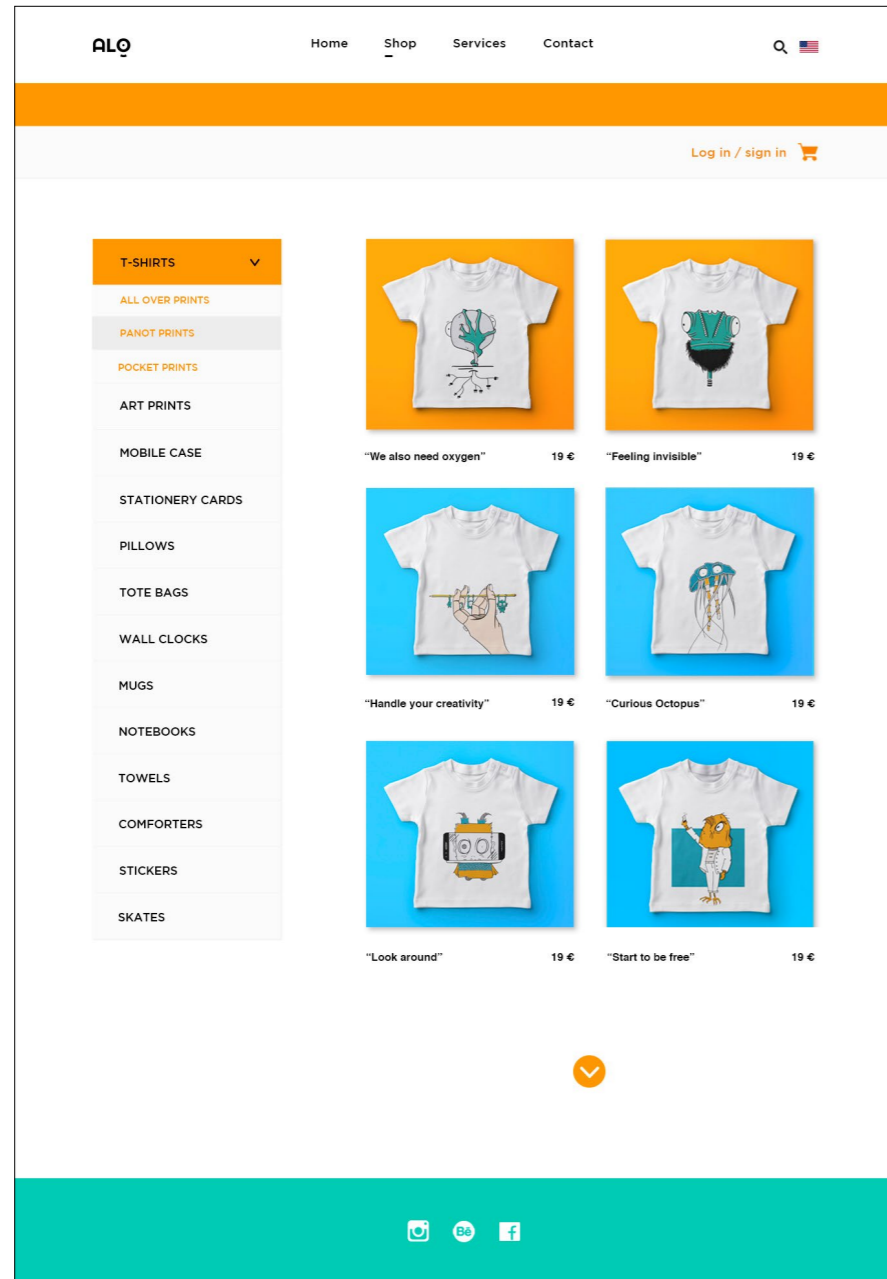 ALO
Home Shop Services Contact
Log in / sign in
T-SHIRTS
ALL OVER PRINTS
PANOT PRINTS
POCKET PRINTS
ART PRINTS
MOBILE CASE
STATIONERY CARDS
PILLOWS
TOTE BAGS
WALL CLOCKS
MUGS
NOTEBOOKS
TOWELS
COMFORTERS
STICKERS
SKATES
“We also need oxygen” 19 €
“Feeling invisible” 19 €
“Handle your creativity” 19 €
“Curious Octopus” 19 €
“Look around” 19 €
“Start to be free” 19 €
Bē